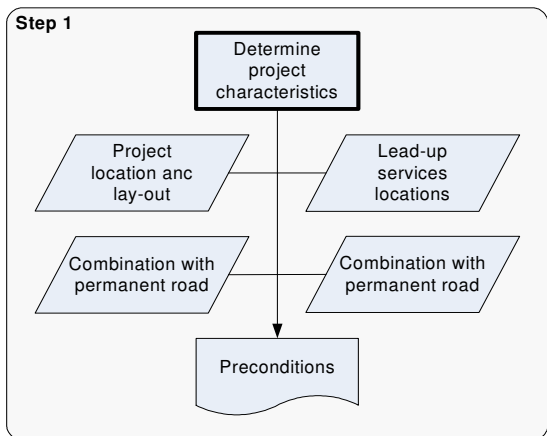 Step 1
Determine
project
characteristics
Project
location anc
lay-out
Lead-up
services
locations
Combination with
permanent road
Combination with
permanent road
Preconditions